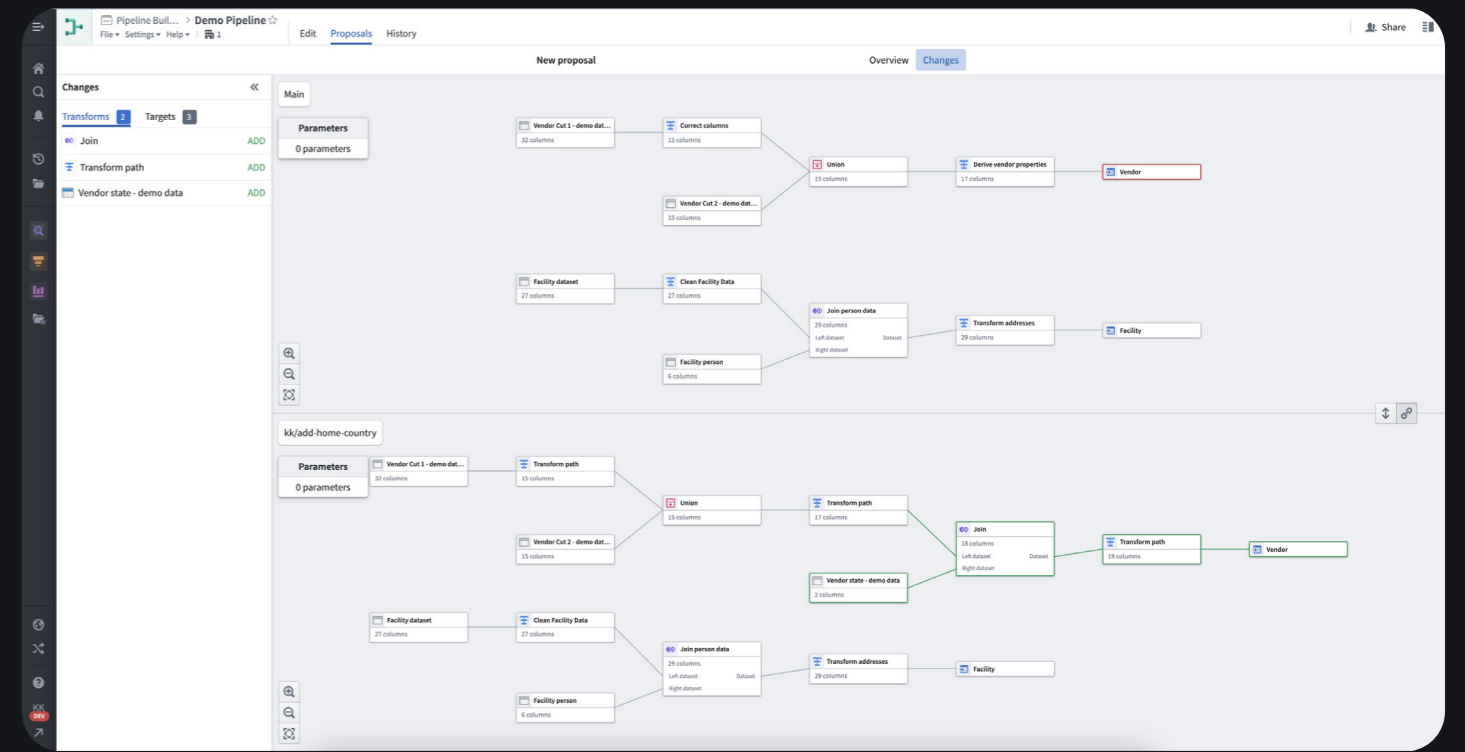 Pipeline Buil... > Demo Pipeline
File Settings Help 1
Edit Proposals History
Share
New proposal
Overview Changes
Changes
Transforms 2 Targets 3
Join ADD
Transform path ADD
Vendor state - demo data ADD
Main
Parameters
0 parameters
Vendor Cut 1 - demo dat...
32 columns
Correct columns
15 columns
Union
15 columns
Derive vendor properties
17 columns
Vendor
Vendor Cut 2 - demo dat...
15 columns
Facility dataset
27 columns
Clean Facility Data
27 columns
Join person data
29 columns
Left dataset Dataset
Right dataset
Transform addresses
29 columns
Facility
Facility person
6 columns
kk/add-home-country
Parameters
0 parameters
Vendor Cut 1 - demo dat...
32 columns
Transform path
15 columns
Union
15 columns
Transform path
17 columns
Join
18 columns
Left dataset Dataset
Right dataset
Transform path
19 columns
Vendor
Vendor Cut 2 - demo dat...
15 columns
Vendor state - demo data
2 columns
Facility dataset
27 columns
Clean Facility Data
27 columns
Join person data
29 columns
Left dataset Dataset
Right dataset
Transform addresses
29 columns
Facility
Facility person
6 columns
KK
DEV